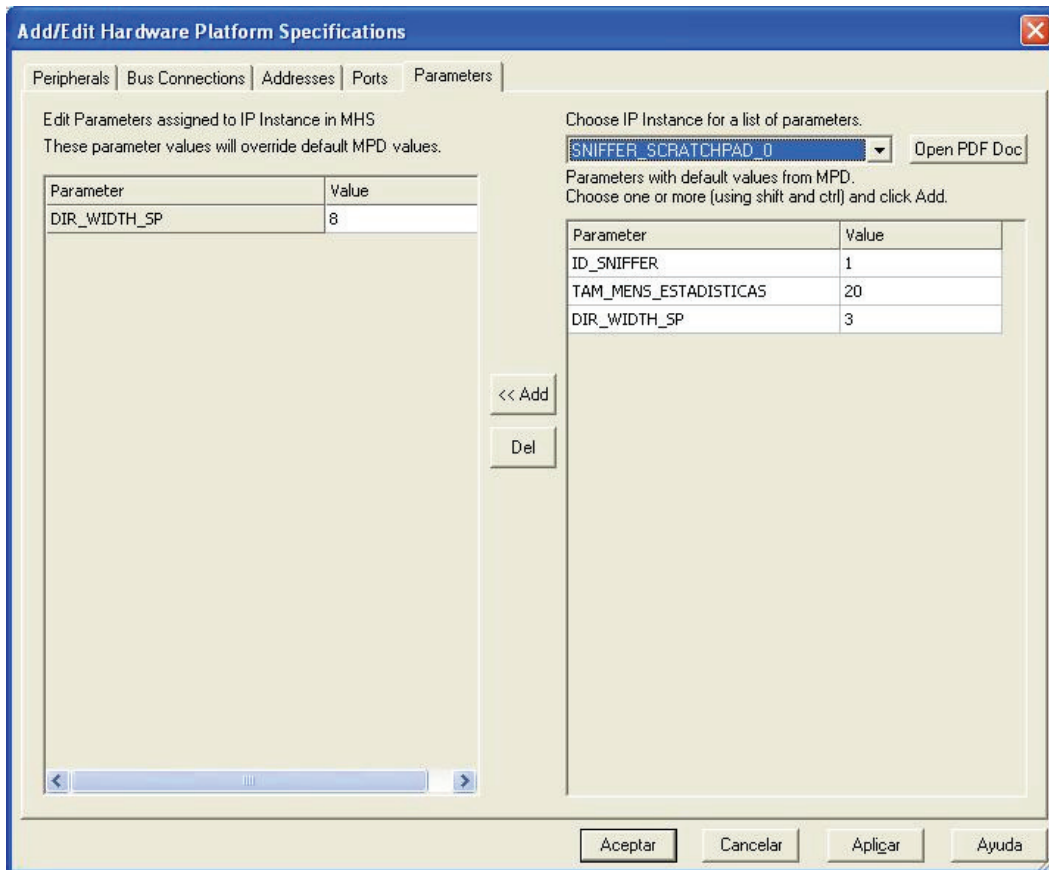 Add/Edit Hardware Platform Specifications
Peripherals Bus Connections Addresses Ports Parameters
Edit Parameters assigned to IP Instance in MHS
These parameter values will override default MPD values.
Parameter Value
DIR_WIDTH_SP 8
<< Add
Del
Choose IP Instance for a list of parameters.
SNIFFER_SCRATCHPAD_0 Open PDF Doc
Parameters with default values from MPD.
Choose one or more (using shift and ctrl) and click Add.
Parameter Value
ID_SNIFFER 1
TAM_MENS_ESTADISTICAS 20
DIR_WIDTH_SP 3
Aceptar Cancelar Aplicar Ayuda